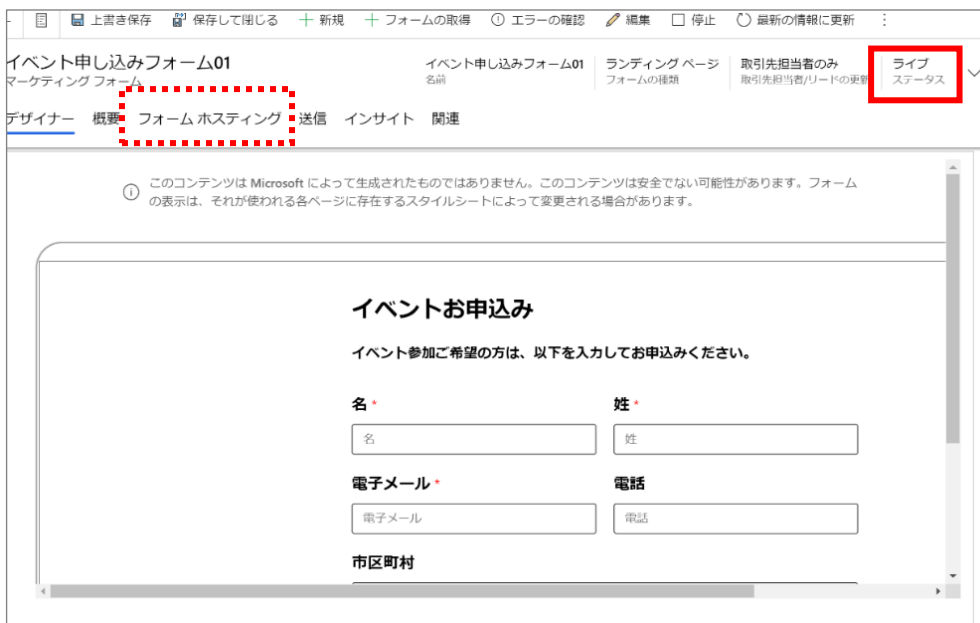 上書き保存 保存して閉じる 新規 フォームの取得 エラーの確認 編集 停止 最新の情報に更新
イベント申し込みフォーム01
マーケティング フォーム
イベント申し込みフォーム01
名前
ランディング ページ
フォームの種類
取引先担当者のみ
取引先担当者/リードの更新
ライブ
ステータス
デザイナー 概要 フォーム ホスティング 送信 インサイト 関連
このコンテンツは Microsoft によって生成されたものではありません。このコンテンツは安全でない可能性があります。フォーム
の表示は、それが使われる各ページに存在するスタイルシートによって変更される場合があります。
イベントお申込み
イベント参加ご希望の方は、以下を入力してお申込みください。
名 * 姓 *
名 姓
電子メール * 電話
電子メール 電話
市区町村